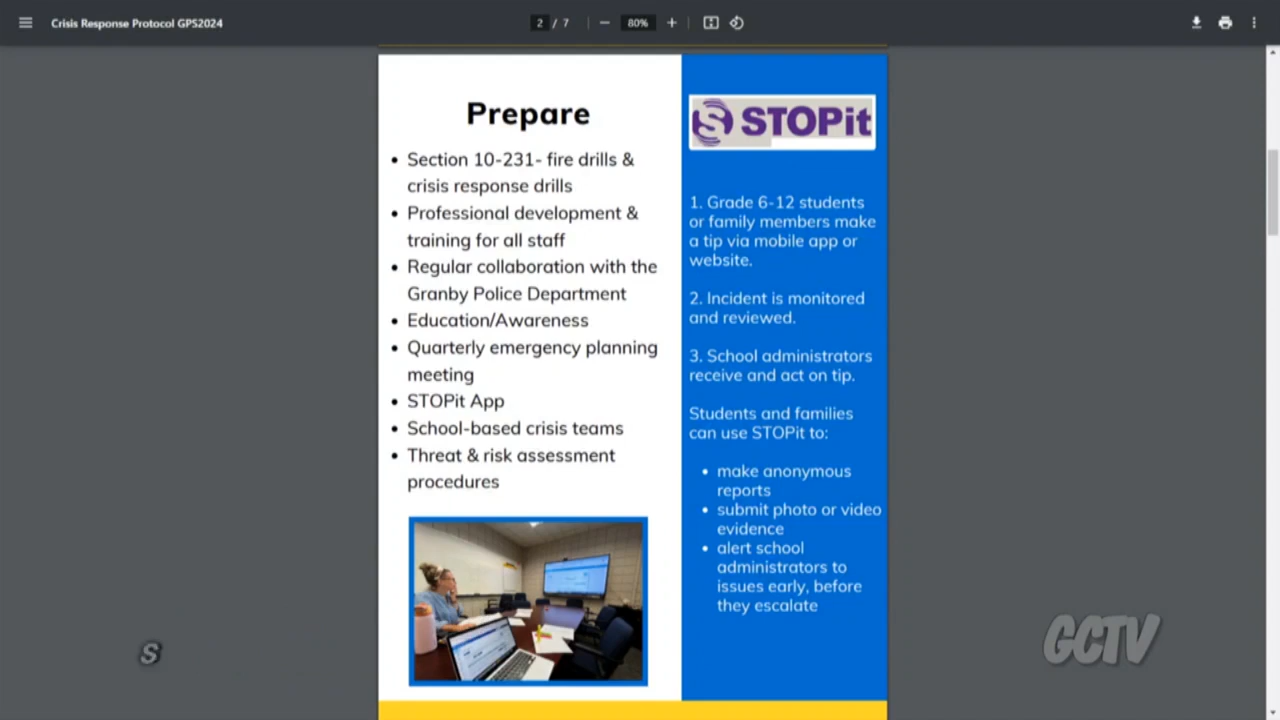 Crisis Response Protocol GPS2024
2 / 7
80%
Prepare
• Section 10-231- fire drills &
crisis response drills
• Professional development &
training for all staff
• Regular collaboration with the
Granby Police Department
• Education/Awareness
• Quarterly emergency planning
meeting
• STOPit App
• School-based crisis teams
• Threat & risk assessment
procedures
S STOPit
1. Grade 6-12 students
or family members make
a tip via mobile app or
website.
2. Incident is monitored
and reviewed.
3. School administrators
receive and act on tip.
Students and families
can use STOPit to:
• make anonymous
reports
• submit photo or video
evidence
• alert school
administrators to
issues early, before
they escalate
S
GCTV